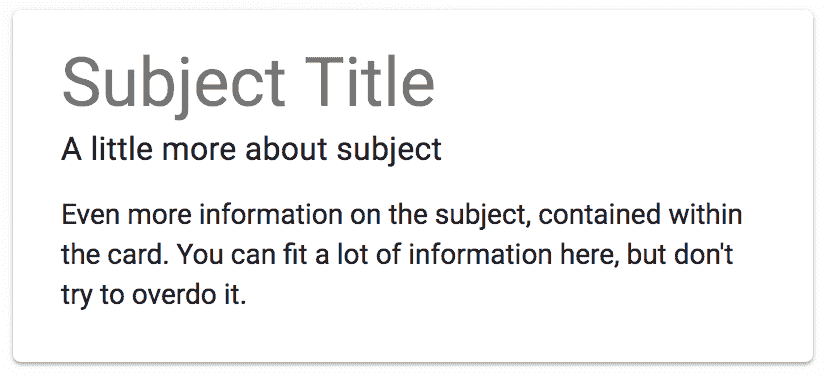 Subject Title
A little more about subject
Even more information on the subject, contained within
the card. You can fit a lot of information here, but don't
try to overdo it.